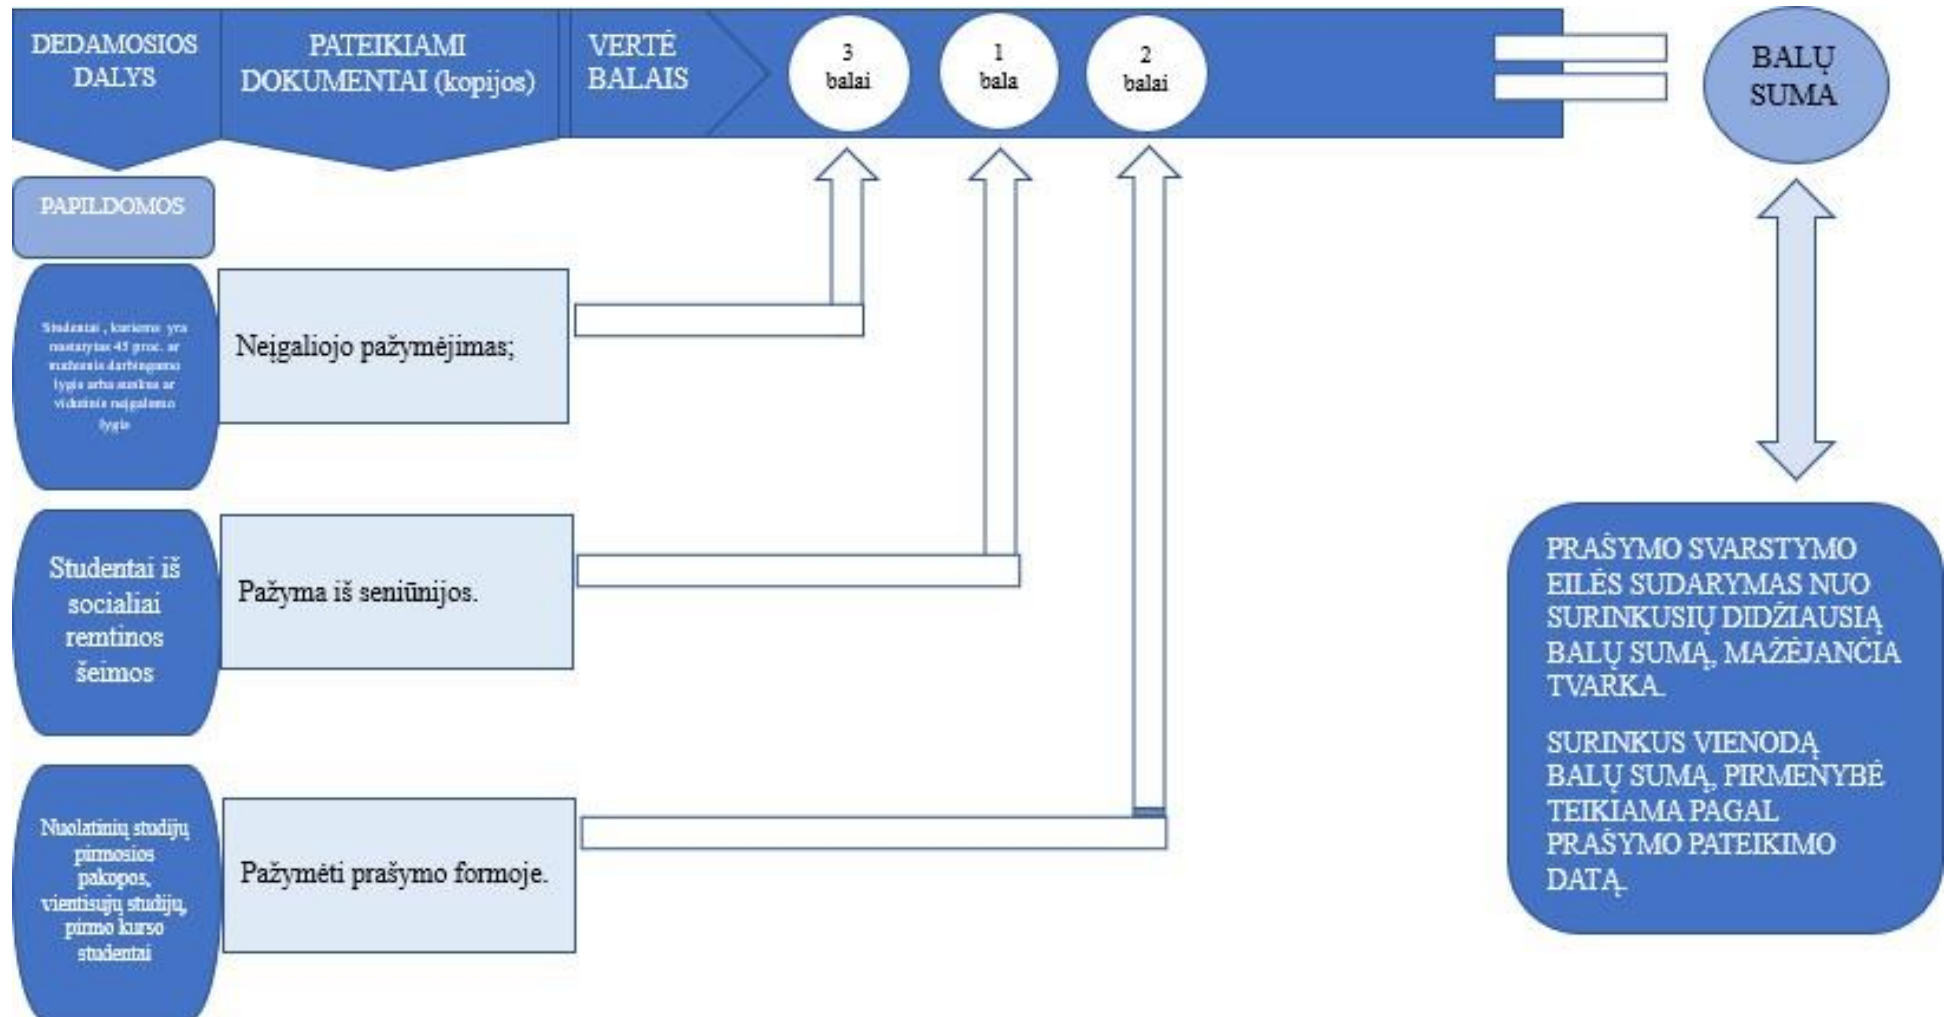 DEDAMOSIOS
DALYS
PATEIKIAMI
DOKUMENTAI (kopijos)
VERTĖ
BALAIS
3
balai
1
bala
2
balai
BALŲ
SUMA
PAPILDOMOS
Studentai , kuriems yra
nustatytas 45 proc. ar
mažesnis darbingumo
lygis arba sunkus ar
vidutinis neįgalumo
lygis
Neįgaliojo pažymėjimas;
Studentai iš
socialiai
remtinos
šeimos
Pažyma iš seniūnijos.
Nuolatinių studijų
pirmosios
pakopos,
vientisųjų studijų,
pirmo kurso
studentai
Pažymėti prašymo formoje.
PRAŠYMO SVARSTYMO
EILĖS SUDARYMAS NUO
SURINKUSIŲ DIDŽIAUSIĄ
BALŲ SUMĄ, MAŽĖJANČIA
TVARKA.
SURINKUS VIENODĄ
BALŲ SUMĄ, PIRMENYBĖ
TEIKIAMA PAGAL
PRAŠYMO PATEIKIMO
DATĄ.